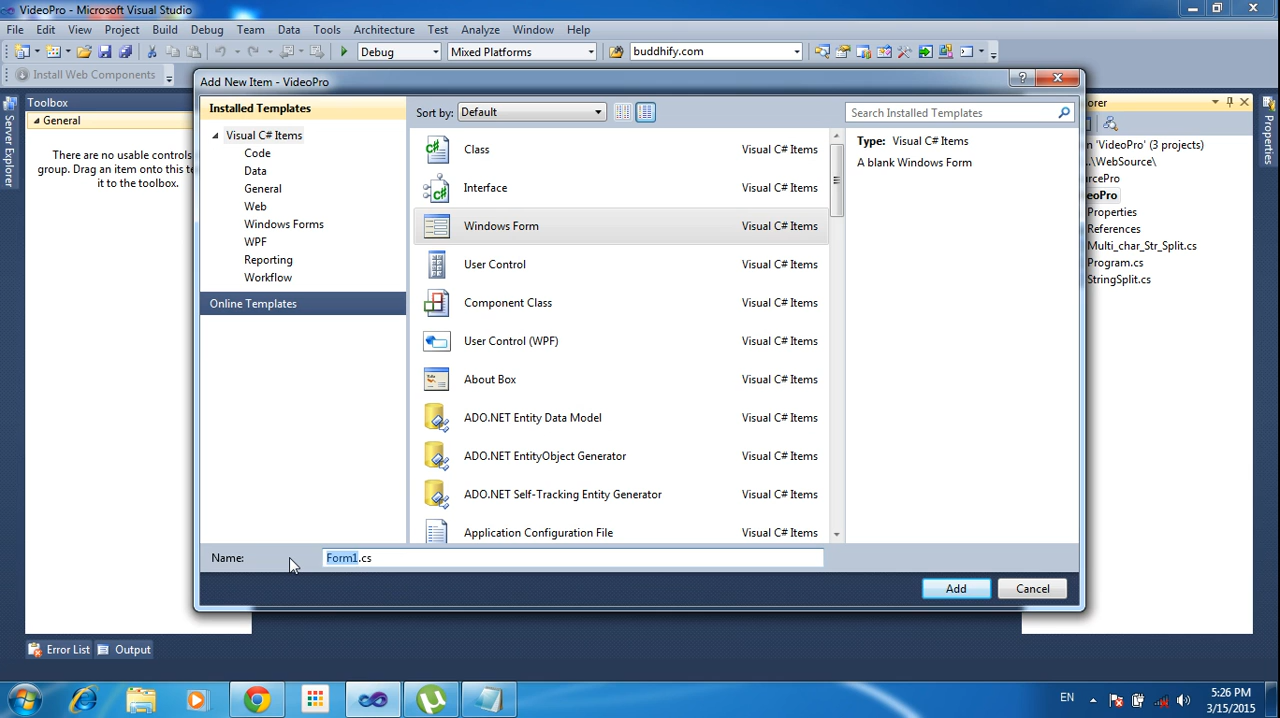 VideoPro - Microsoft Visual Studio
File Edit View Project Build Debug Team Data Tools Architecture Test Analyze Window Help
Debug Mixed Platforms buddhify.com
Install Web Components
Server Explorer
Toolbox
General
There are no usable controls
group. Drag an item onto this te
it to the toolbox.
Add New Item - VideoPro
Installed Templates
Visual C# Items
Code
Data
General
Web
Windows Forms
WPF
Reporting
Workflow
Online Templates
Sort by: Default
Class Visual C# Items
Interface Visual C# Items
Windows Form Visual C# Items
User Control Visual C# Items
Component Class Visual C# Items
User Control (WPF) Visual C# Items
About Box Visual C# Items
ADO.NET Entity Data Model Visual C# Items
ADO.NET EntityObject Generator Visual C# Items
ADO.NET Self-Tracking Entity Generator Visual C# Items
Application Configuration File Visual C# Items
Search Installed Templates
Type: Visual C# Items
A blank Windows Form
Name: Form1.cs
Add Cancel
orer
n 'VideoPro' (3 projects)
..\WebSource\
urcePro
eoPro
Properties
References
Multi_char_Str_Split.cs
Program.cs
StringSplit.cs
Properties
Error List Output
EN
5:26 PM
3/15/2015